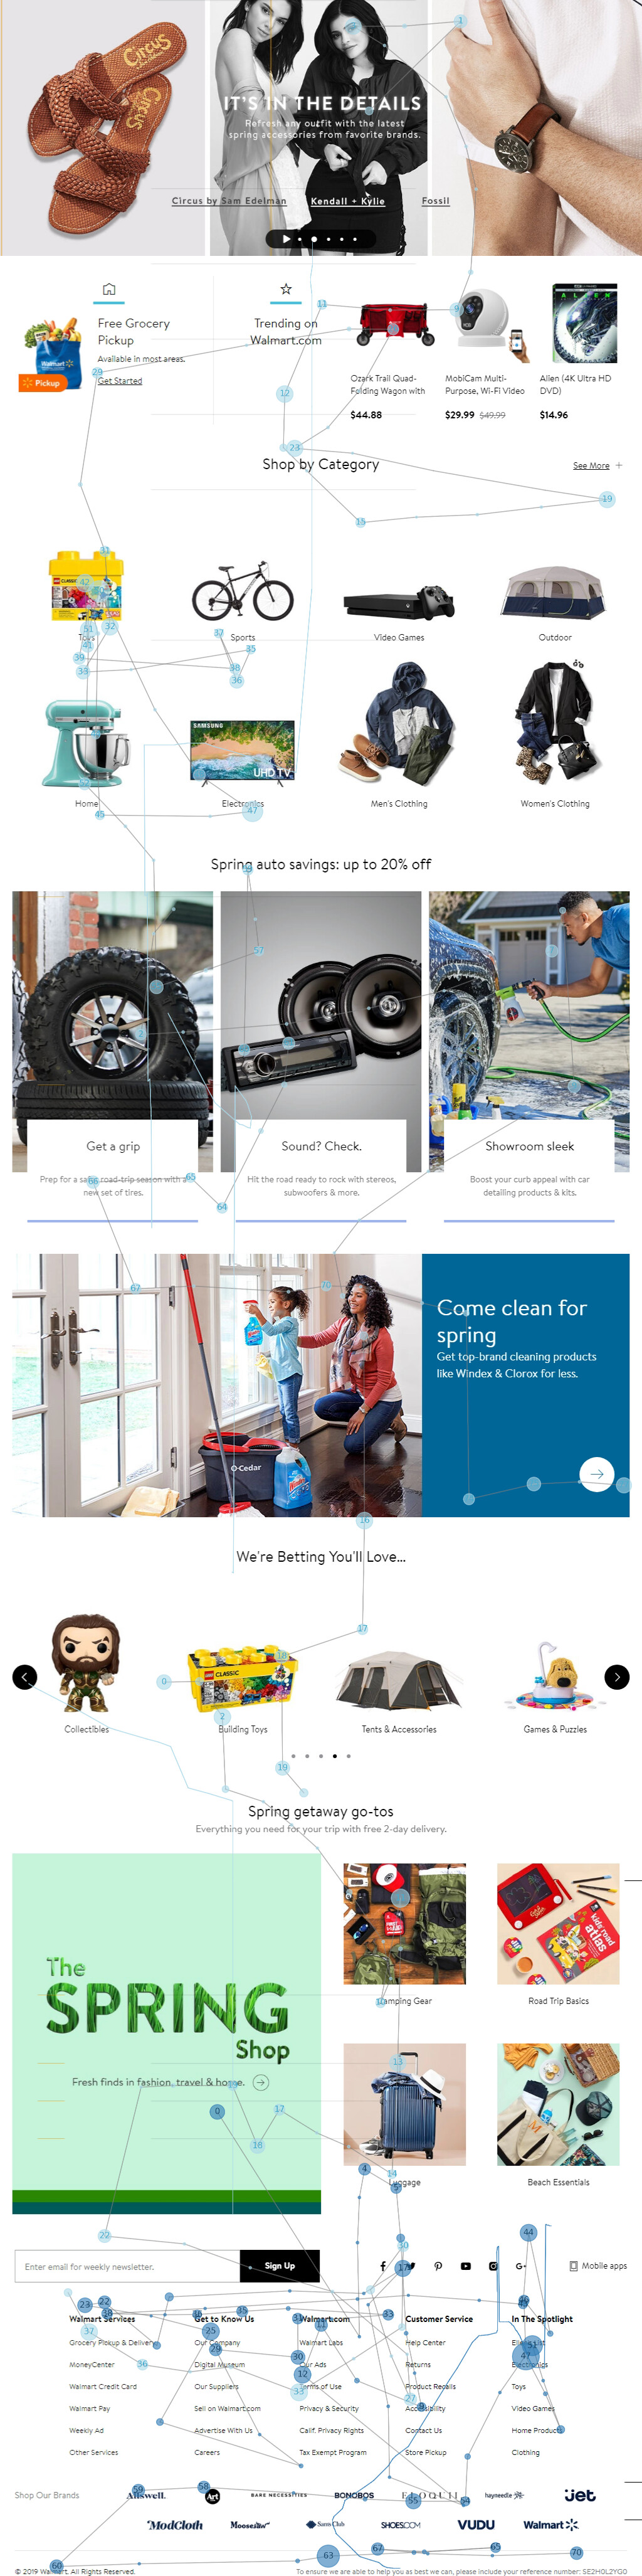 Circus
Circus
IT'S IN THE DETAILS
Refresh any outfit with the latest
spring accessories from favorite brands.
Circus by Sam Edelman
Kendall + Kylie
Fossil
Free Grocery
Pickup
Available in most areas.
Get Started
Walmart
Pickup
Trending on
Walmart.com
Ozark Trail Quad-
Folding Wagon with
$44.88
MobiCam Multi-
Purpose, Wi-Fi Video
$29.99 $49.99
ALIEN
Alien (4K Ultra HD
DVD)
$14.96
Shop by Category
See More +
CLASSIC
Toys
Sports
Video Games
Outdoor
SAMSUNG
UHD TV
Home
Electronics
Men's Clothing
Women's Clothing
Spring auto savings: up to 20% off
Get a grip
Prep for a safe road-trip season with a
new set of tires.
Sound? Check.
Hit the road ready to rock with stereos,
subwoofers & more.
Showroom sleek
Boost your curb appeal with car
detailing products & kits.
O-Cedar
Come clean for
spring
Get top-brand cleaning products
like Windex & Clorox for less.
We're Betting You'll Love...
CLASSIC
Collectibles
Building Toys
Tents & Accessories
Games & Puzzles
Spring getaway go-tos
Everything you need for your trip with free 2-day delivery.
The
SPRING
Shop
Fresh finds in fashion, travel & home.
kids' road
atlas
Camping Gear
Road Trip Basics
Luggage
Beach Essentials
Enter email for weekly newsletter.
Sign Up
Mobile apps
Walmart Services
Get to Know Us
Walmart.com
Customer Service
In The Spotlight
Grocery Pickup & Delivery
Our Company
Walmart Labs
Help Center
MoneyCenter
Digital Museum
Our Ads
Returns
Electronics
Walmart Credit Card
Our Suppliers
Terms of Use
Product Recalls
Toys
Walmart Pay
Sell on Walmart.com
Privacy & Security
Accessibility
Video Games
Weekly Ad
Advertise With Us
Calif. Privacy Rights
Contact Us
Home Products
Other Services
Careers
Tax Exempt Program
Store Pickup
Clothing
Shop Our Brands
Allswell.
Art
BARE NECESSITIES
BONOBOS
ELOQUII
hayneedle
Jet
ModCloth
Moosejaw
Sam's Club
SHOES.COM
VUDU
Walmart
© 2019 Walmart. All Rights Reserved.
To ensure we are able to help you as best we can, please include your reference number: SE2H0L2YG0